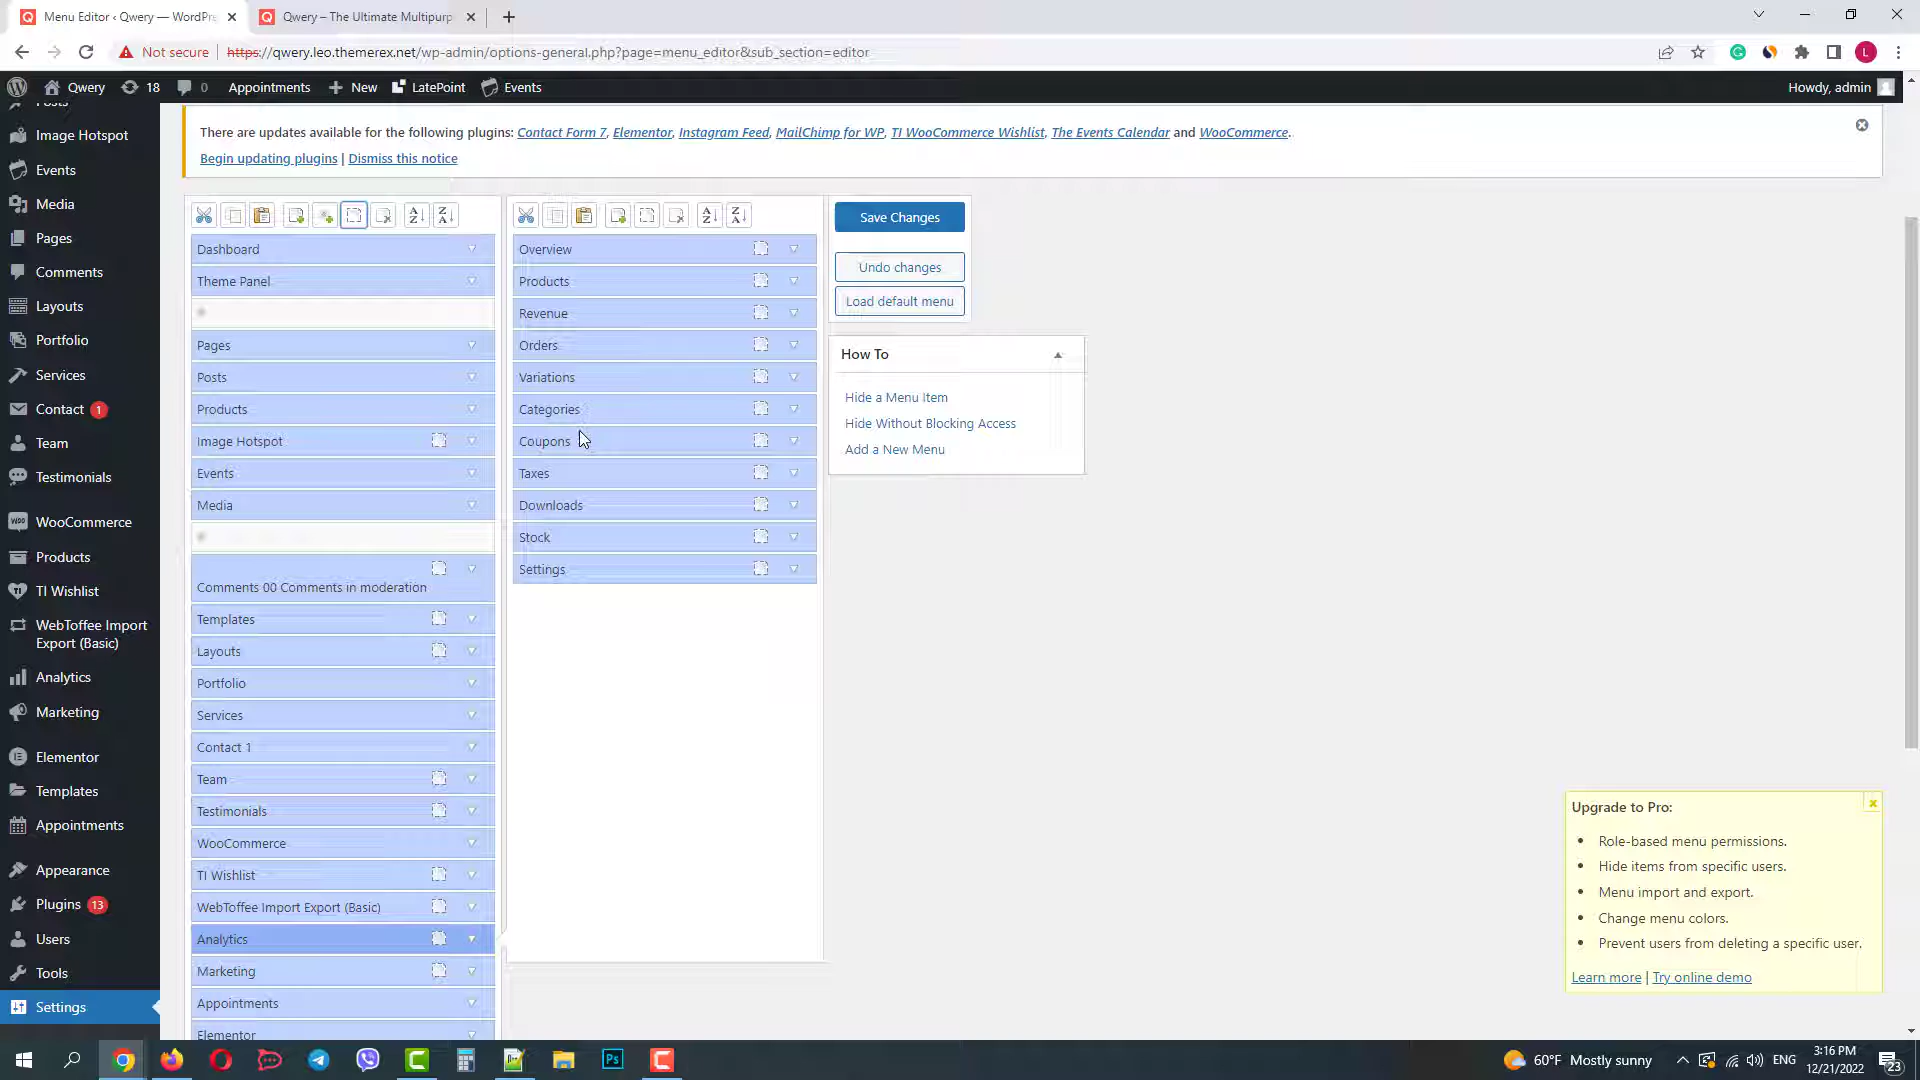 Menu Editor ‹ Qwery — WordPre
Qwery – The Ultimate Multipurp
Not secure
https://qwery.leo.themerex.net/wp-admin/options-general.php?page=menu_editor&sub_section=editor
L
Qwery
18
0
Appointments
New
LatePoint
Events
Howdy, admin
Posts
Image Hotspot
Events
Media
Pages
Comments
Layouts
Portfolio
Services
Contact 1
Team
Testimonials
WooCommerce
Products
TI Wishlist
WebToffee Import
Export (Basic)
Analytics
Marketing
Elementor
Templates
Appointments
Appearance
Plugins 13
Users
Tools
Settings
There are updates available for the following plugins: Contact Form 7, Elementor, Instagram Feed, MailChimp for WP, TI WooCommerce Wishlist, The Events Calendar and WooCommerce.
Begin updating plugins | Dismiss this notice
Dashboard
Theme Panel
Pages
Posts
Products
Image Hotspot
Events
Media
Comments 00 Comments in moderation
Templates
Layouts
Portfolio
Services
Contact 1
Team
Testimonials
WooCommerce
TI Wishlist
WebToffee Import Export (Basic)
Analytics
Marketing
Appointments
Elementor
Overview
Products
Revenue
Orders
Variations
Categories
Coupons
Taxes
Downloads
Stock
Settings
Save Changes
Undo changes
Load default menu
How To
Hide a Menu Item
Hide Without Blocking Access
Add a New Menu
Upgrade to Pro:
Role-based menu permissions.
Hide items from specific users.
Menu import and export.
Change menu colors.
Prevent users from deleting a specific user.
Learn more | Try online demo
Ps
60°F Mostly sunny
ENG
3:16 PM
12/21/2022
23